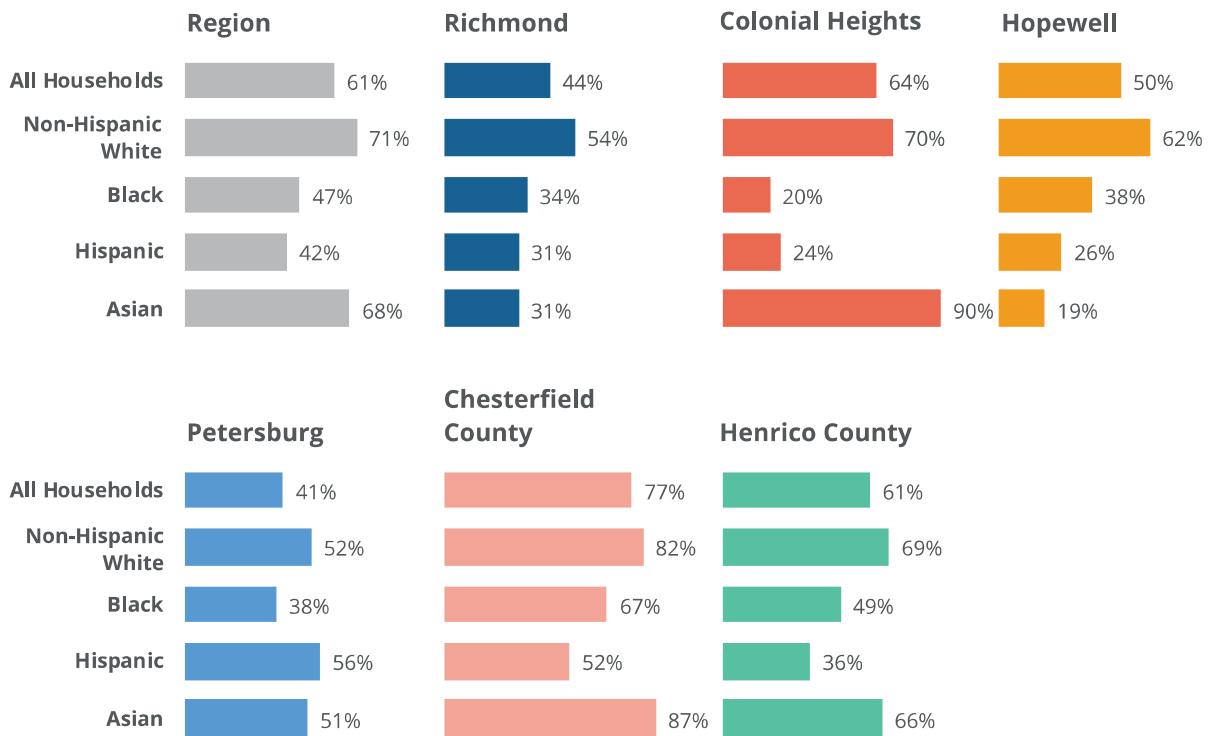 Region Richmond Colonial Heights Hopewell
All Households 61% 44% 64% 50%
Non-Hispanic
White 71% 54% 70% 62%
Black 47% 34% 20% 38%
Hispanic 42% 31% 24% 26%
Asian 68% 31% 90% 19%
Chesterfield
Petersburg County Henrico County
All Households 41% 77% 61%
Non-Hispanic
White 52% 82% 69%
Black 38% 67% 49%
Hispanic 56% 52% 36%
Asian 51% 87% 66%